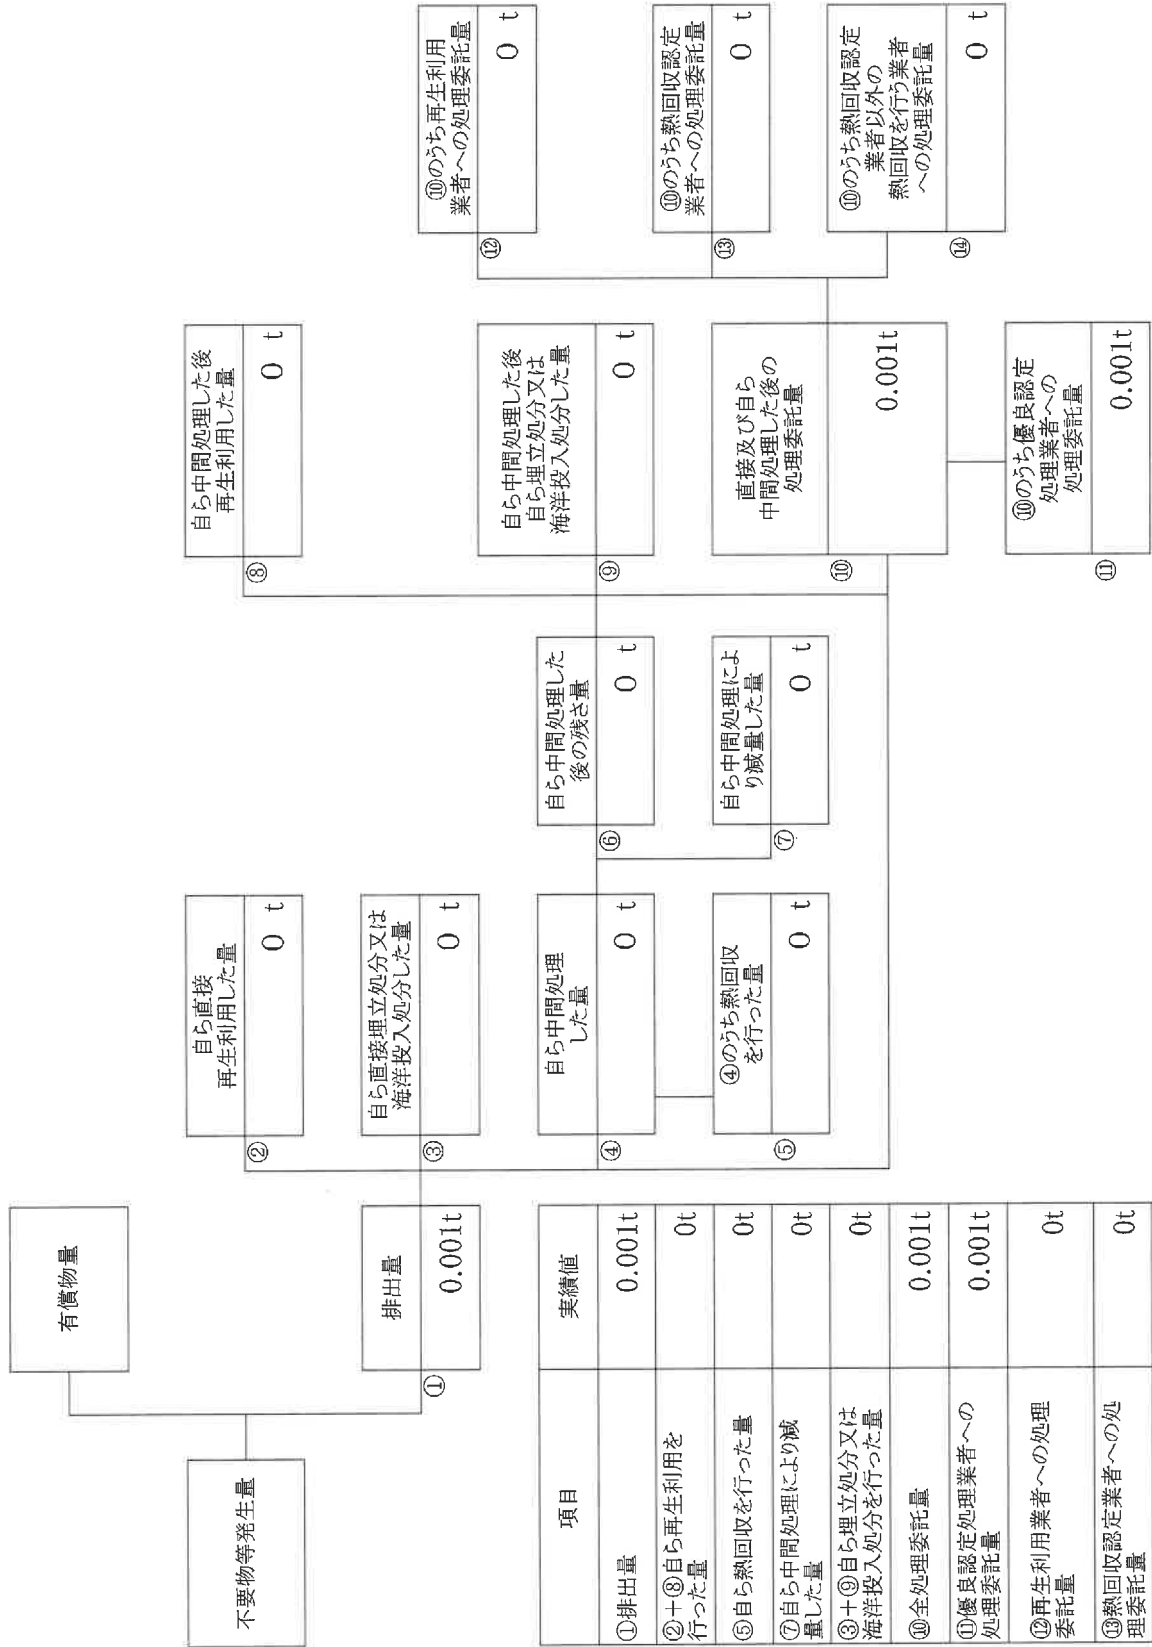 不要物等発生量
有償物量
排出量
①
0.001t
②
自ら直接
再生利用した量
0 t
③
自ら直接埋立処分又は
海洋投入処分した量
0 t
④
自ら中間処理
した量
0 t
⑤
④のうち熱回収
を行った量
0 t
⑥
自ら中間処理した
後の残さ量
0 t
⑦
自ら中間処理によ
り減量した量
0 t
⑧
自ら中間処理した後
再生利用した量
0 t
⑨
自ら中間処理した後
自ら埋立処分又は
海洋投入処分した量
0 t
⑩
直接及び自ら
中間処理した後の
処理委託量
0.001t
⑪
⑩のうち優良認定
処理業者への
処理委託量
0.001t
⑫
⑩のうち再生利用
業者への処理委託量
0 t
⑬
⑩のうち熱回収認定
業者への処理委託量
0 t
⑭
⑩のうち熱回収認定
業者以外の
熱回収を行う業者
への処理委託量
0 t
項目 実績値
①排出量 0.001t
②+⑧自ら再生利用を
行った量 0t
⑤自ら熱回収を行った量 0t
⑦自ら中間処理により減
量した量 0t
③+⑨自ら埋立処分又は
海洋投入処分を行った量 0t
⑩全処理委託量 0.001t
⑪優良認定処理業者への
処理委託量 0.001t
⑫再生利用業者への処理
委託量 0t
⑬熱回収認定業者への処
理委託量 0t